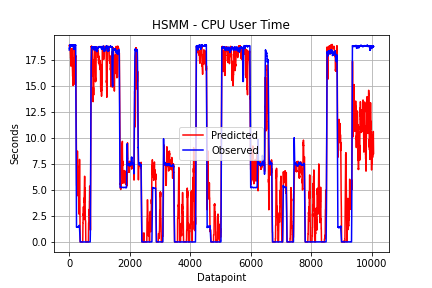 HSMM - CPU User Time
17.5
15.0
12.5
10.0
7.5
5.0
2.5
0.0
Seconds
Predicted
Observed
0 2000 4000 6000 8000 10000
Datapoint